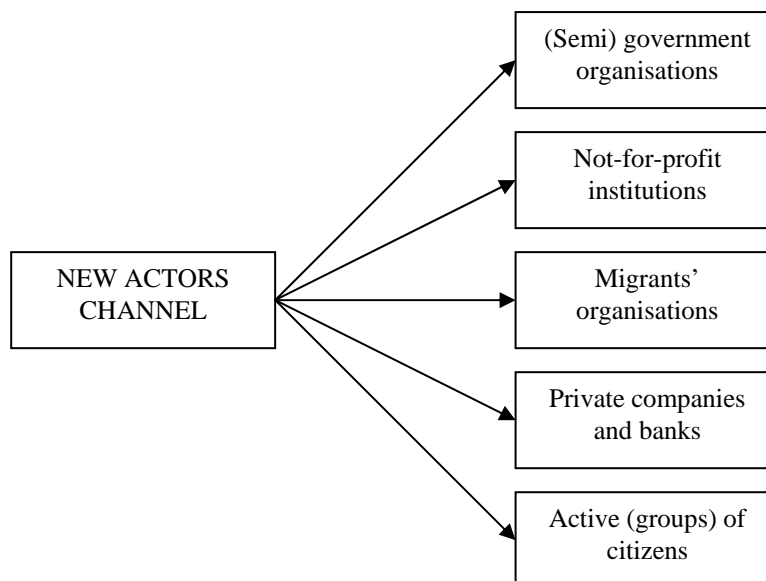 (Semi) government
organisations
Not-for-profit
institutions
NEW ACTORS
CHANNEL
Migrants’
organisations
Private companies
and banks
Active (groups) of
citizens